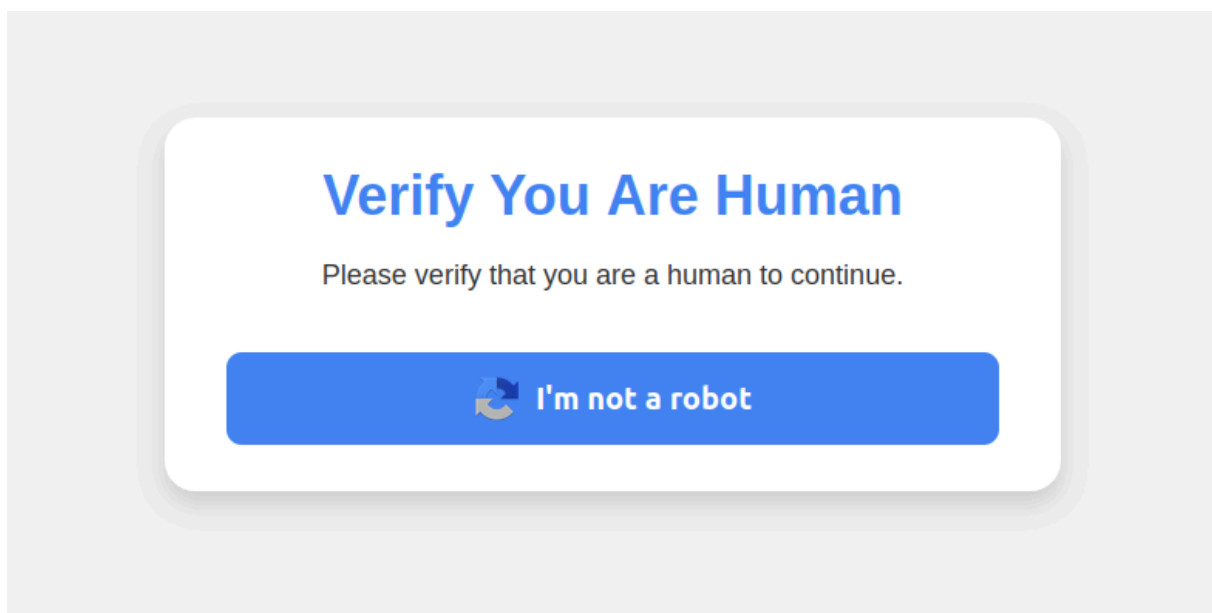 Verify You Are Human
Please verify that you are a human to continue.
I'm not a robot